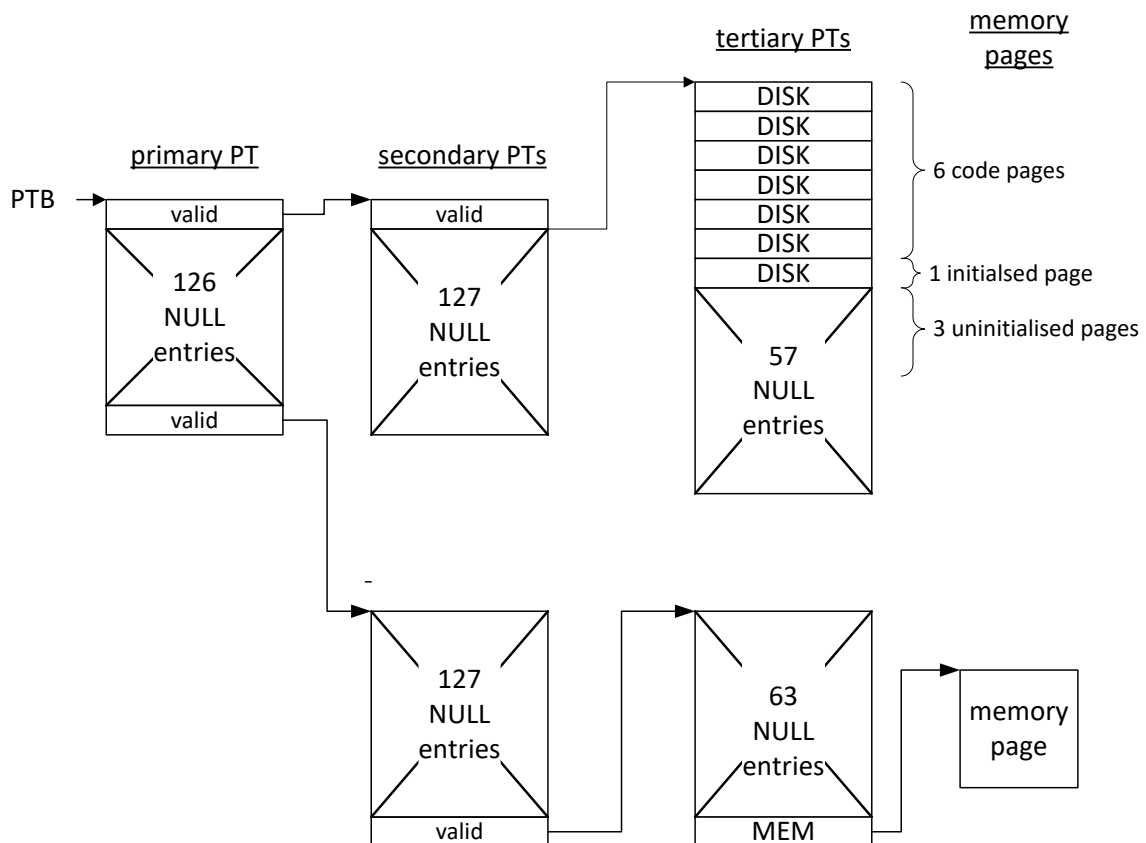 memory
pages
tertiary PTs
primary PT
secondary PTs
PTB
valid
126
NULL
entries
valid
valid
127
NULL
entries
DISK
DISK
DISK
DISK
DISK
DISK
DISK
57
NULL
entries
6 code pages
1 initialsed page
3 uninitialised pages
-
127
NULL
entries
valid
63
NULL
entries
MEM
memory
page